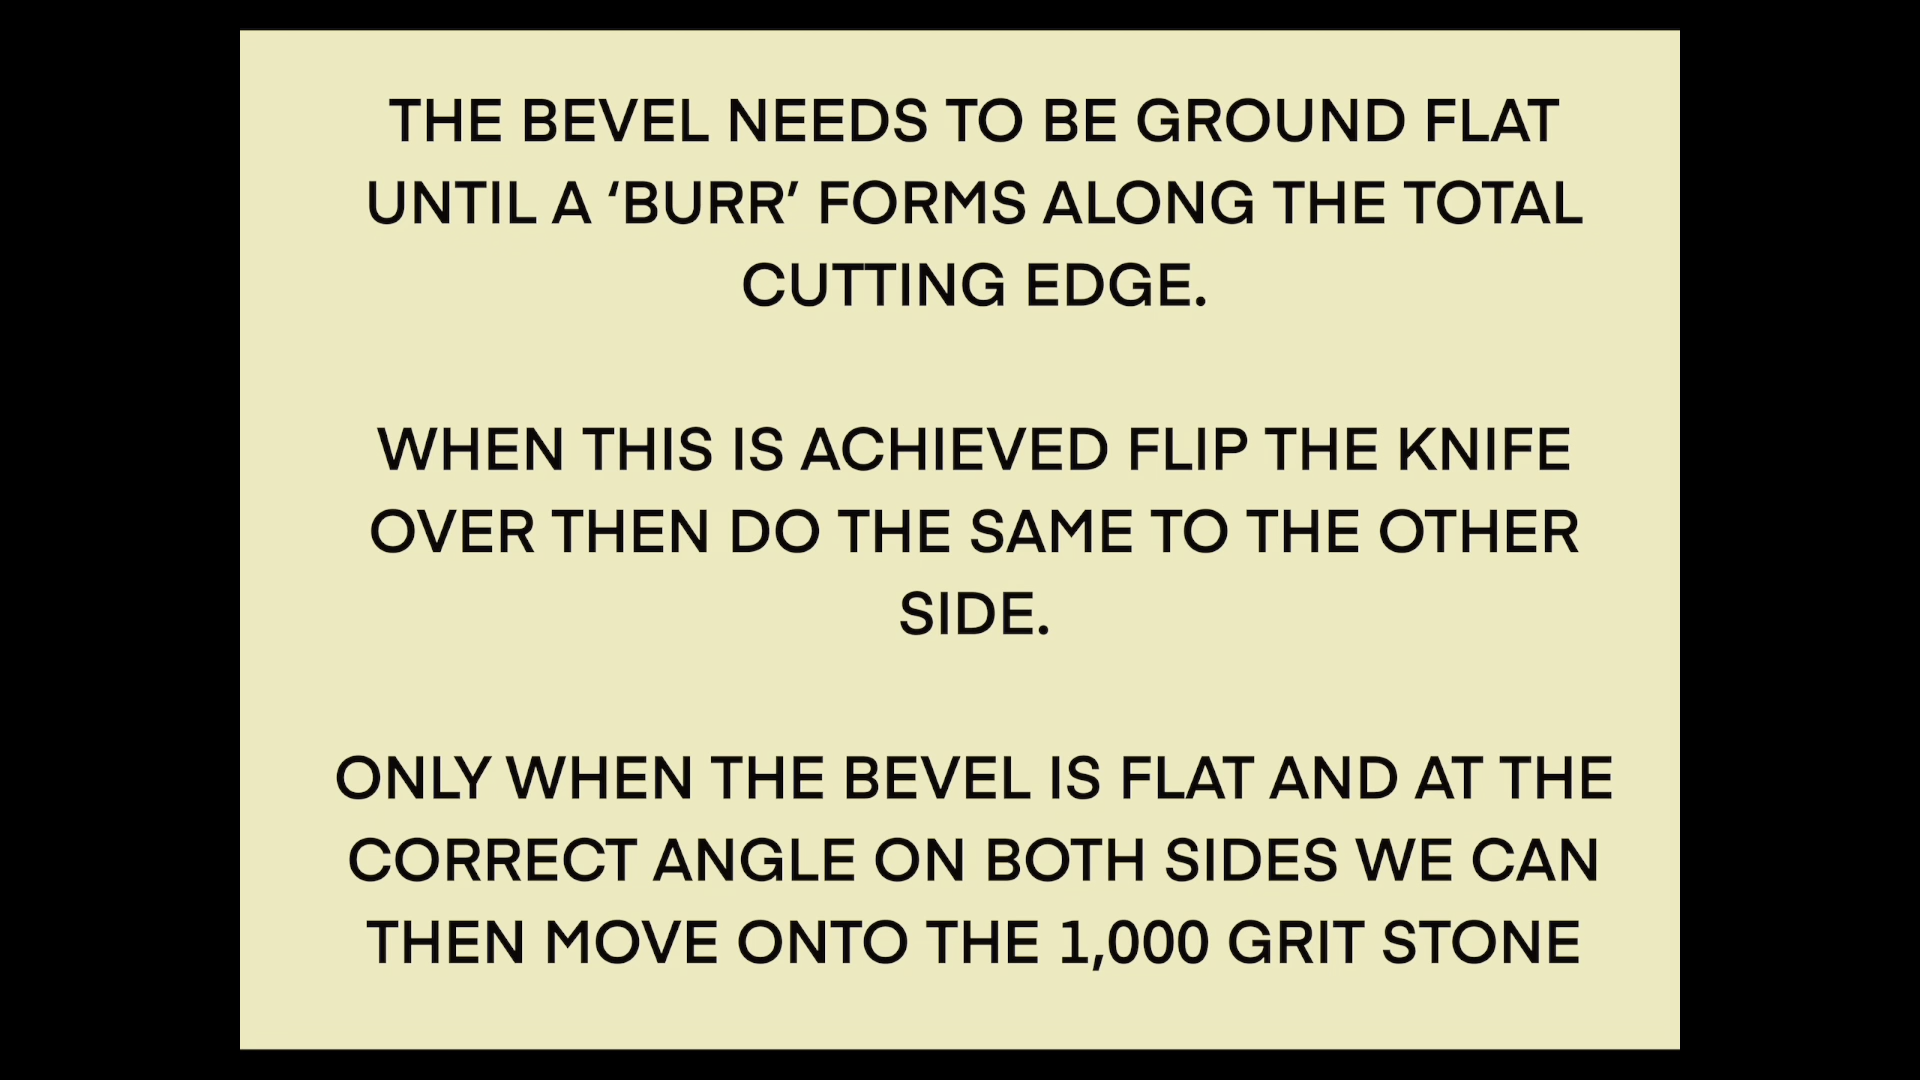 THE BEVEL NEEDS TO BE GROUND FLAT
UNTIL A ‘BURR’ FORMS ALONG THE TOTAL
CUTTING EDGE.
WHEN THIS IS ACHIEVED FLIP THE KNIFE
OVER THEN DO THE SAME TO THE OTHER
SIDE.
ONLY WHEN THE BEVEL IS FLAT AND AT THE
CORRECT ANGLE ON BOTH SIDES WE CAN
THEN MOVE ONTO THE 1,000 GRIT STONE